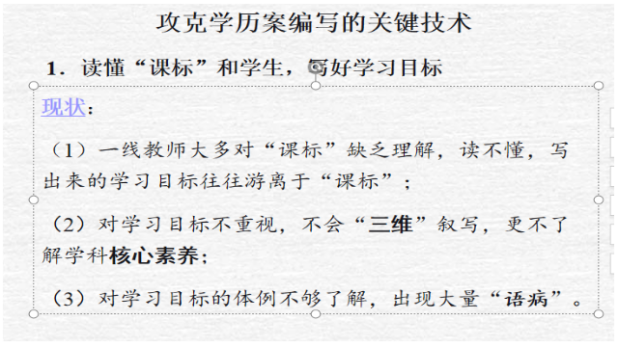 攻克学历案编写的关键技术
1．读懂“课标”和学生，写好学习目标
现状：
（1）一线教师大多对“课标”缺乏理解，读不懂，写
出来的学习目标往往游离于“课标”；
（2）对学习目标不重视，不会“三维”叙写，更不了
解学科核心素养；
（3）对学习目标的体例不够了解，出现大量“语病”。